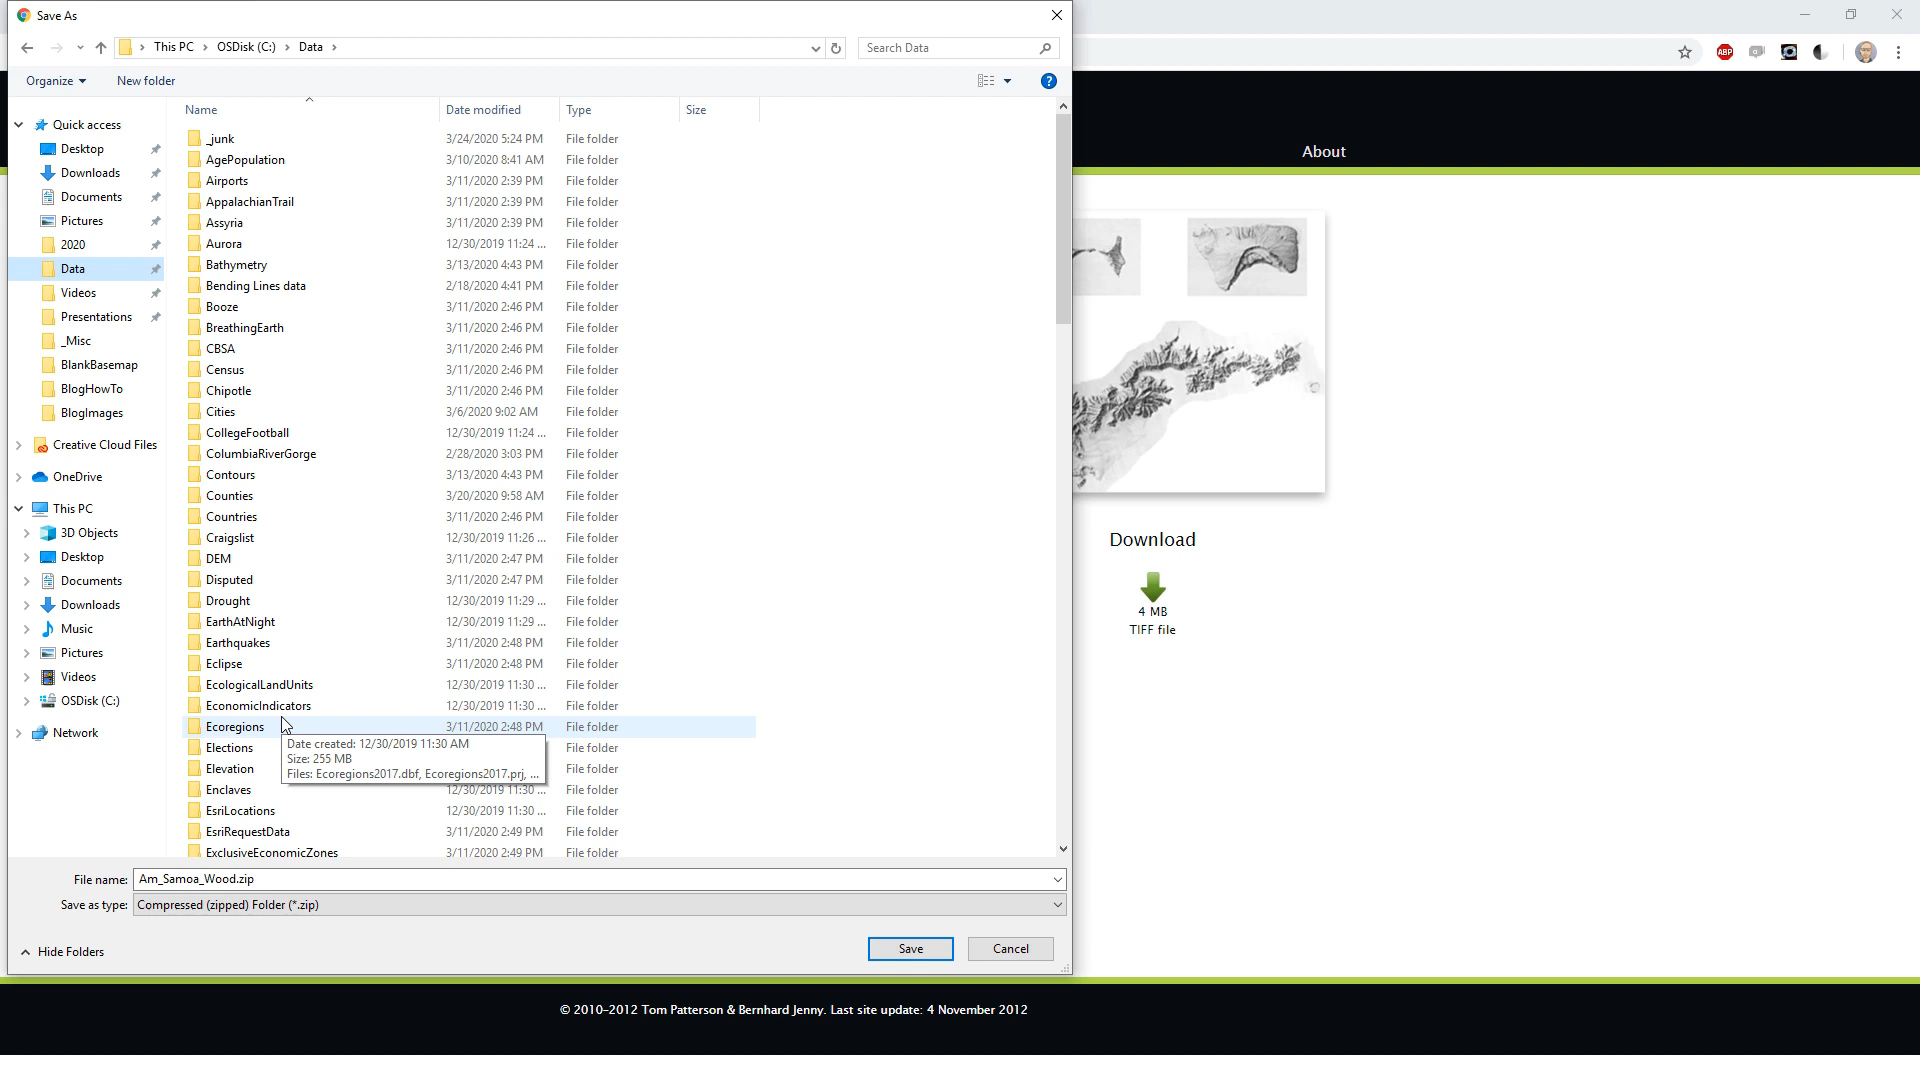 Save As
This PC > OSDisk (C:) > Data >
Search Data
Organize
New folder
Name Date modified Type Size
Quick access
Desktop
Downloads
Documents
Pictures
2020
Data
Videos
Presentations
_Misc
BlankBasemap
BlogHowTo
BlogImages
Creative Cloud Files
OneDrive
This PC
3D Objects
Desktop
Documents
Downloads
Music
Pictures
Videos
OSDisk (C:)
Network
_junk 3/24/2020 5:24 PM File folder
AgePopulation 3/10/2020 8:41 AM File folder
Airports 3/11/2020 2:39 PM File folder
AppalachianTrail 3/11/2020 2:39 PM File folder
Assyria 3/11/2020 2:39 PM File folder
Aurora 12/30/2019 11:24 ... File folder
Bathymetry 3/13/2020 4:43 PM File folder
Bending Lines data 2/18/2020 4:41 PM File folder
Booze 3/11/2020 2:46 PM File folder
BreathingEarth 3/11/2020 2:46 PM File folder
CBSA 3/11/2020 2:46 PM File folder
Census 3/11/2020 2:46 PM File folder
Chipotle 3/11/2020 2:46 PM File folder
Cities 3/6/2020 9:02 AM File folder
CollegeFootball 12/30/2019 11:24 ... File folder
ColumbiaRiverGorge 2/28/2020 3:03 PM File folder
Contours 3/13/2020 4:43 PM File folder
Counties 3/20/2020 9:58 AM File folder
Countries 3/11/2020 2:46 PM File folder
Craigslist 12/30/2019 11:26 ... File folder
DEM 3/11/2020 2:47 PM File folder
Disputed 3/11/2020 2:47 PM File folder
Drought 12/30/2019 11:29 ... File folder
EarthAtNight 12/30/2019 11:29 ... File folder
Earthquakes 3/11/2020 2:48 PM File folder
Eclipse 3/11/2020 2:48 PM File folder
EcologicalLandUnits 12/30/2019 11:30 ... File folder
EconomicIndicators 12/30/2019 11:30 ... File folder
Ecoregions 3/11/2020 2:48 PM File folder
Elections File folder
Elevation File folder
Enclaves 12/30/2019 11:30 ... File folder
EsriLocations 12/30/2019 11:30 ... File folder
EsriRequestData 3/11/2020 2:49 PM File folder
ExclusiveEconomicZones 3/11/2020 2:49 PM File folder
Date created: 12/30/2019 11:30 AM
Size: 255 MB
Files: Ecoregions2017.dbf, Ecoregions2017.prj, ...
File name: Am_Samoa_Wood.zip
Save as type: Compressed (zipped) Folder (*.zip)
Hide Folders
Save
Cancel
ABP
About
Download
4 MB
TIFF file
© 2010–2012 Tom Patterson & Bernhard Jenny. Last site update: 4 November 2012